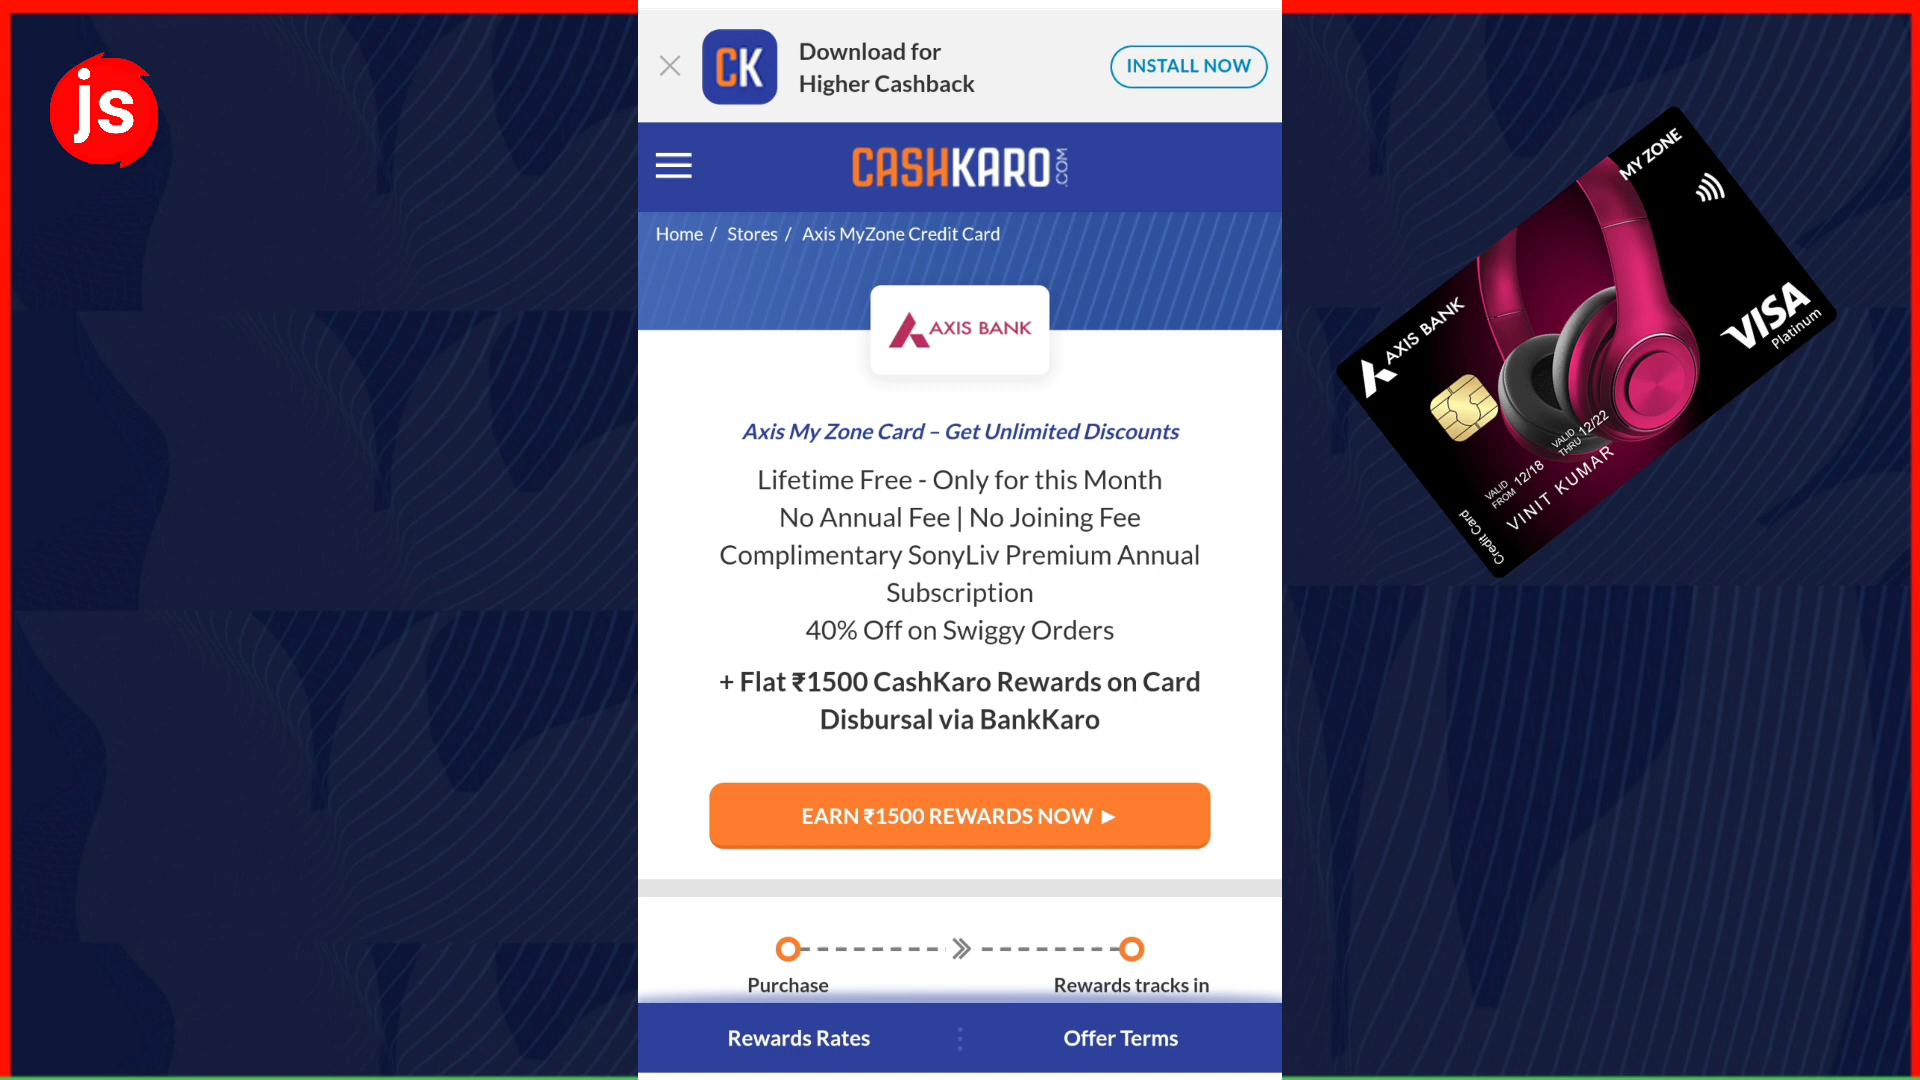 js
CK
Download for
Higher Cashback
INSTALL NOW
CASHKARO.COM
Home / Stores / Axis MyZone Credit Card
AXIS BANK
Axis My Zone Card – Get Unlimited Discounts
Lifetime Free - Only for this Month
No Annual Fee | No Joining Fee
Complimentary SonyLiv Premium Annual
Subscription
40% Off on Swiggy Orders
+ Flat ₹1500 CashKaro Rewards on Card
Disbursal via BankKaro
EARN ₹1500 REWARDS NOW ►
Purchase
Rewards tracks in
Rewards Rates
Offer Terms
MY ZONE
AXIS BANK
VISA
Platinum
VALID FROM 12/18
VALID THRU 12/22
VINIT KUMAR
Credit Card